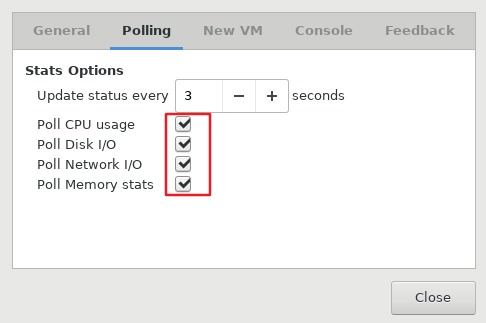 General Polling New VM Console Feedback
Stats Options
Update status every 3 seconds
Poll CPU usage
Poll Disk I/O
Poll Network I/O
Poll Memory stats
Close